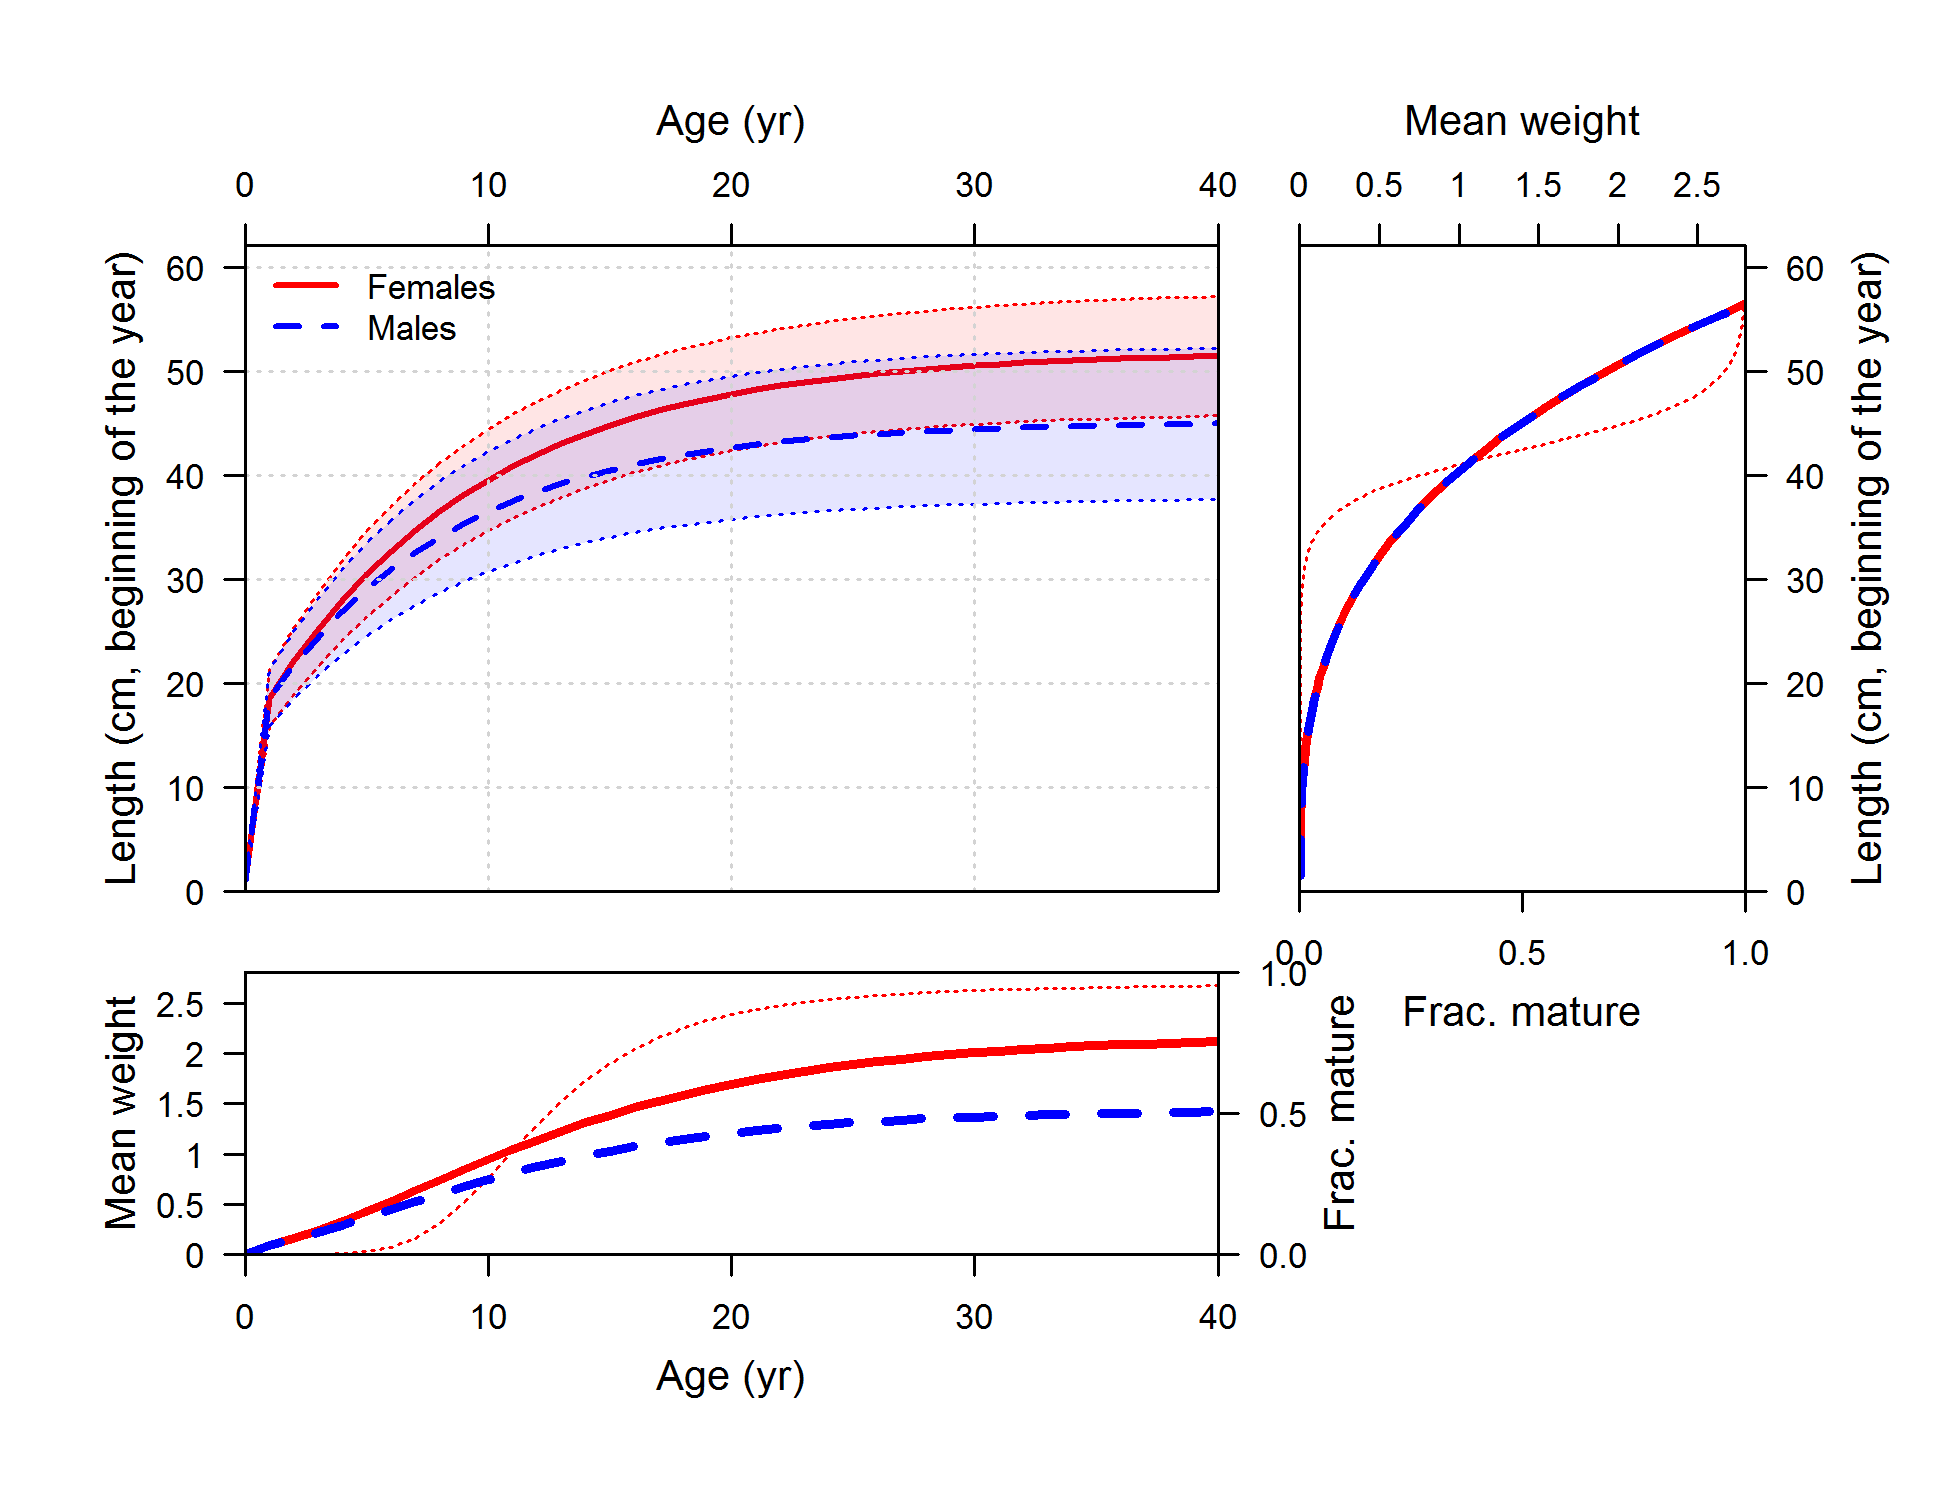 Age (yr)
0 10 20 30 40
Length (cm, beginning of the year)
60
50
40
30
20
10
0
Females
Males
Mean weight
0 0.5 1 1.5 2 2.5
60
50
40
30
20
10
0
Length (cm, beginning of the year)
0.0 0.5 1.0
Frac. mature
Mean weight
2.5
2
1.5
1
0.5
0
1.0
0.5
0.0
Frac. mature
0 10 20 30 40
Age (yr)